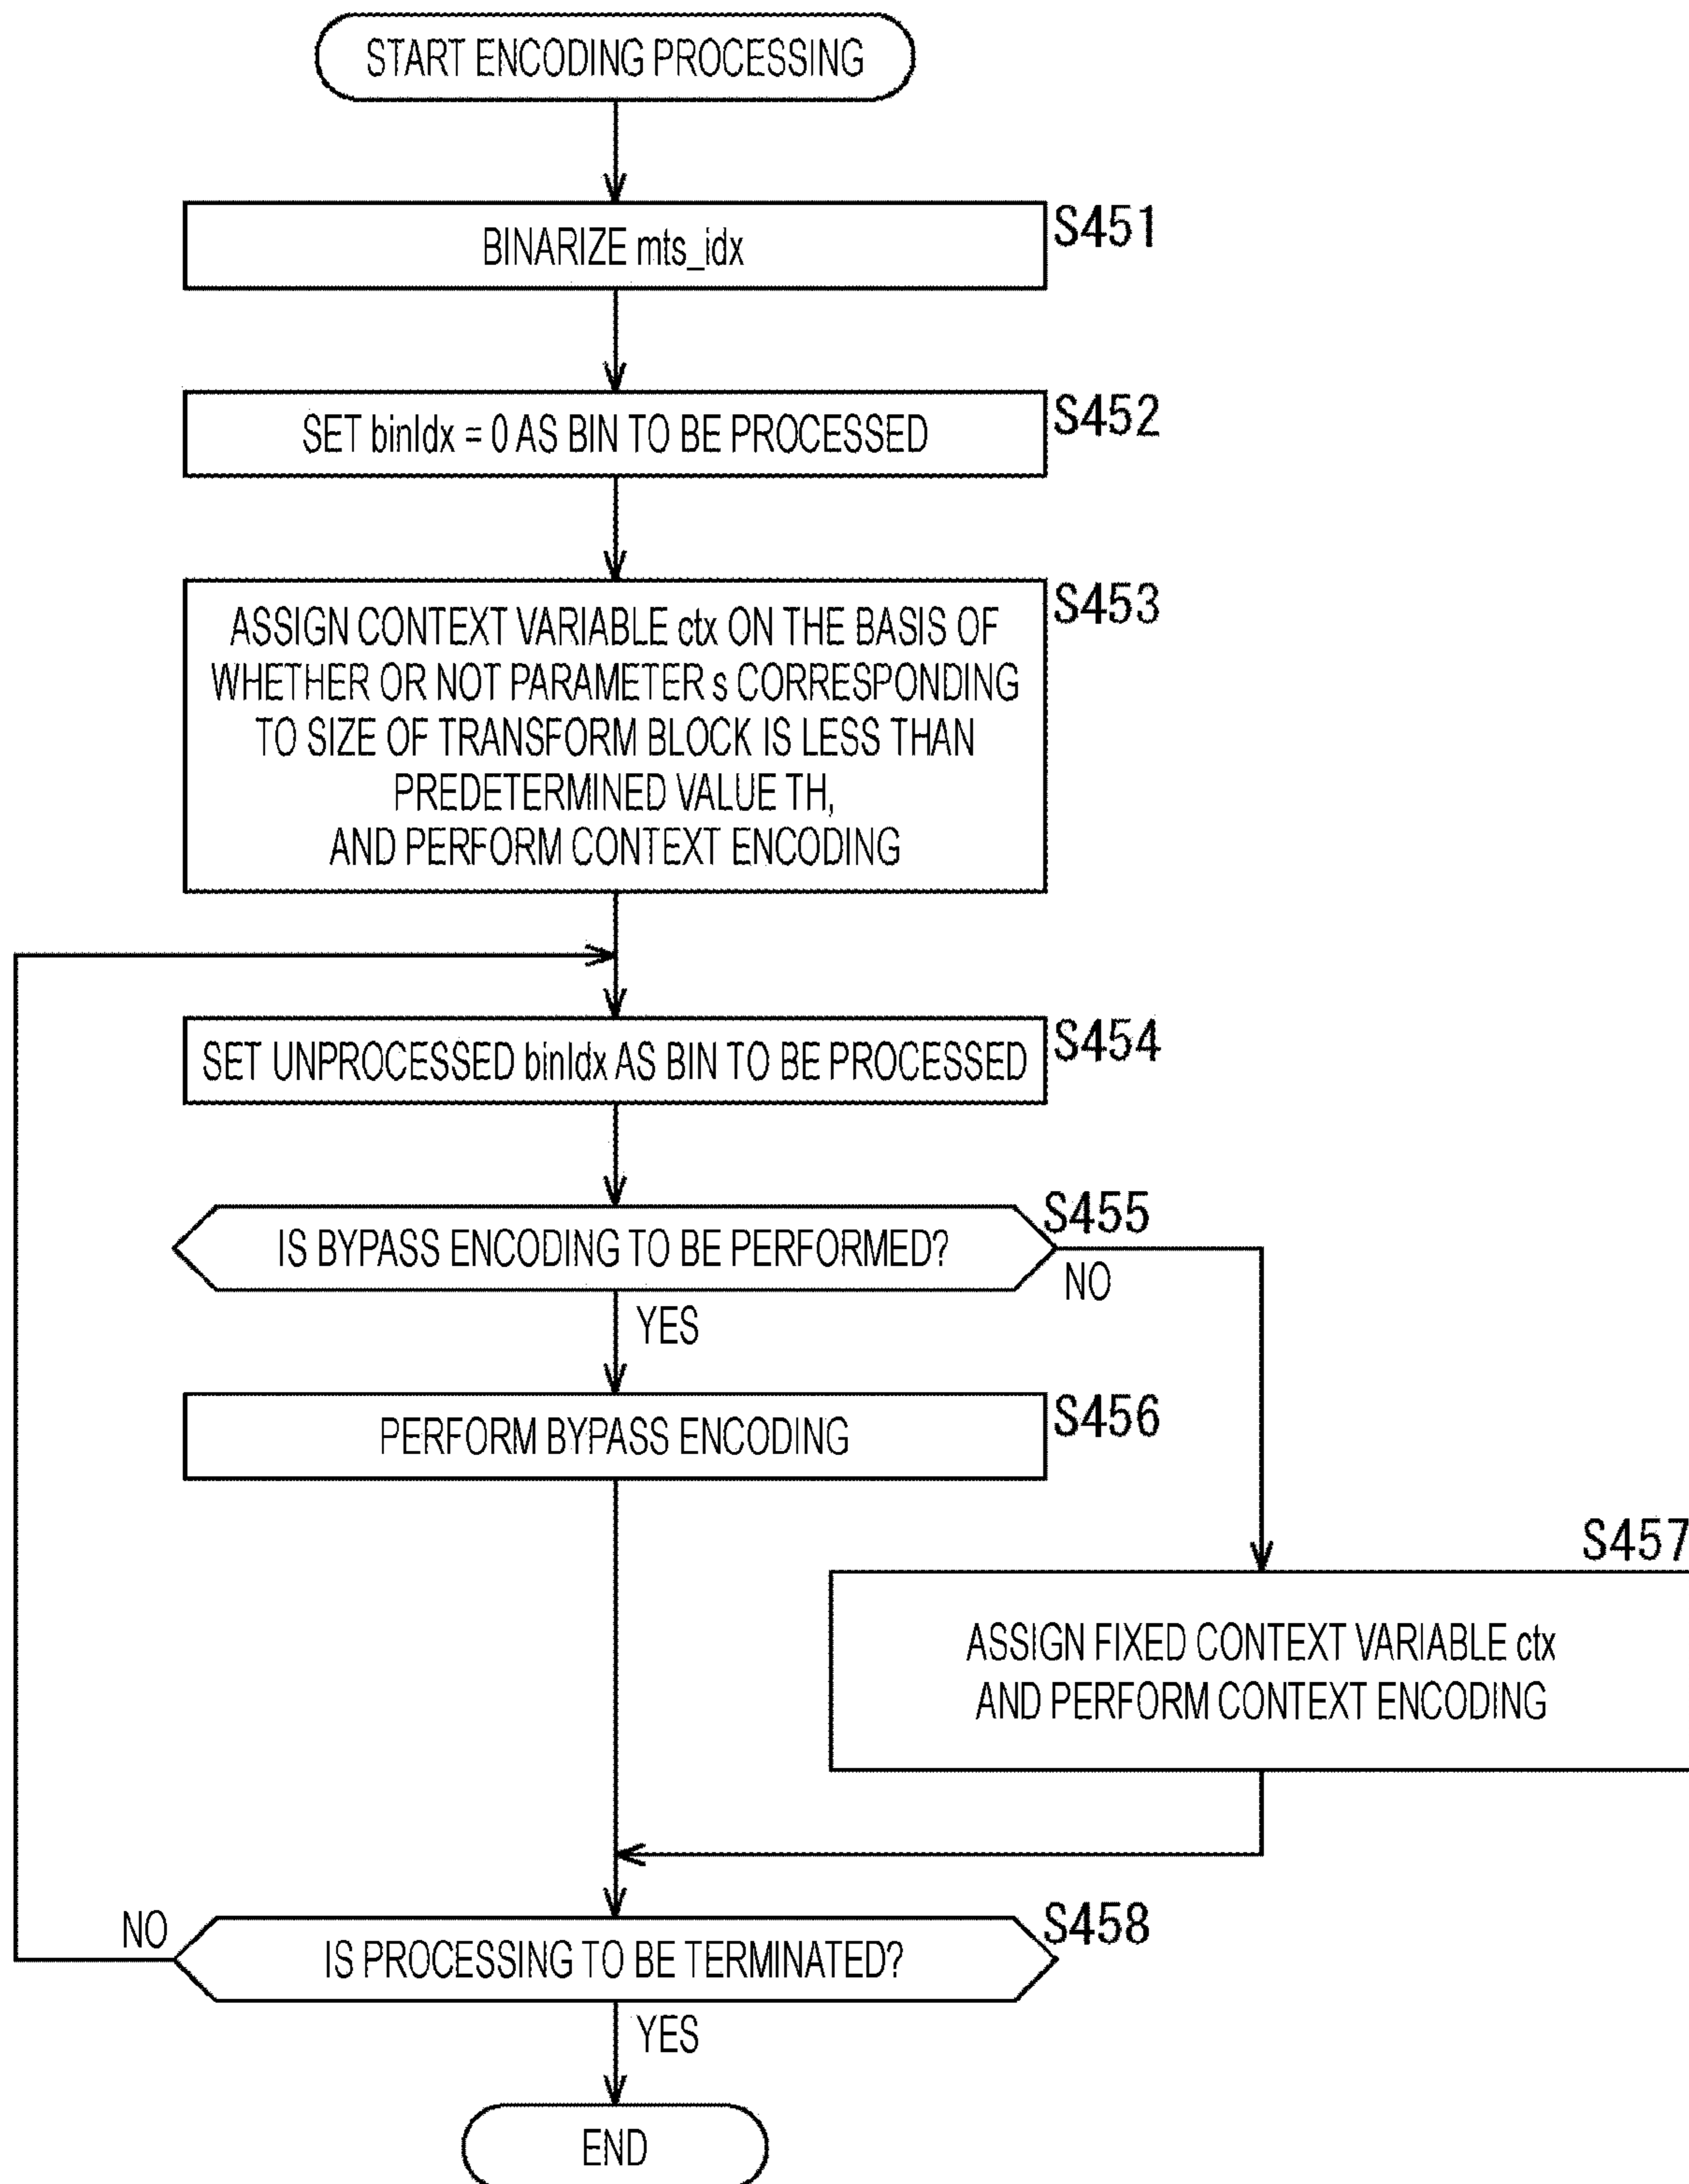 START ENCODING PROCESSING
BINARIZE mts_idx
S451
SET binIdx = 0 AS BIN TO BE PROCESSED
S452
ASSIGN CONTEXT VARIABLE ctx ON THE BASIS OF
WHETHER OR NOT PARAMETER s CORRESPONDING
TO SIZE OF TRANSFORM BLOCK IS LESS THAN
PREDETERMINED VALUE TH,
AND PERFORM CONTEXT ENCODING
S453
SET UNPROCESSED binIdx AS BIN TO BE PROCESSED
S454
IS BYPASS ENCODING TO BE PERFORMED?
S455
NO
YES
PERFORM BYPASS ENCODING
S456
S457
ASSIGN FIXED CONTEXT VARIABLE ctx
AND PERFORM CONTEXT ENCODING
NO
IS PROCESSING TO BE TERMINATED?
S458
YES
END